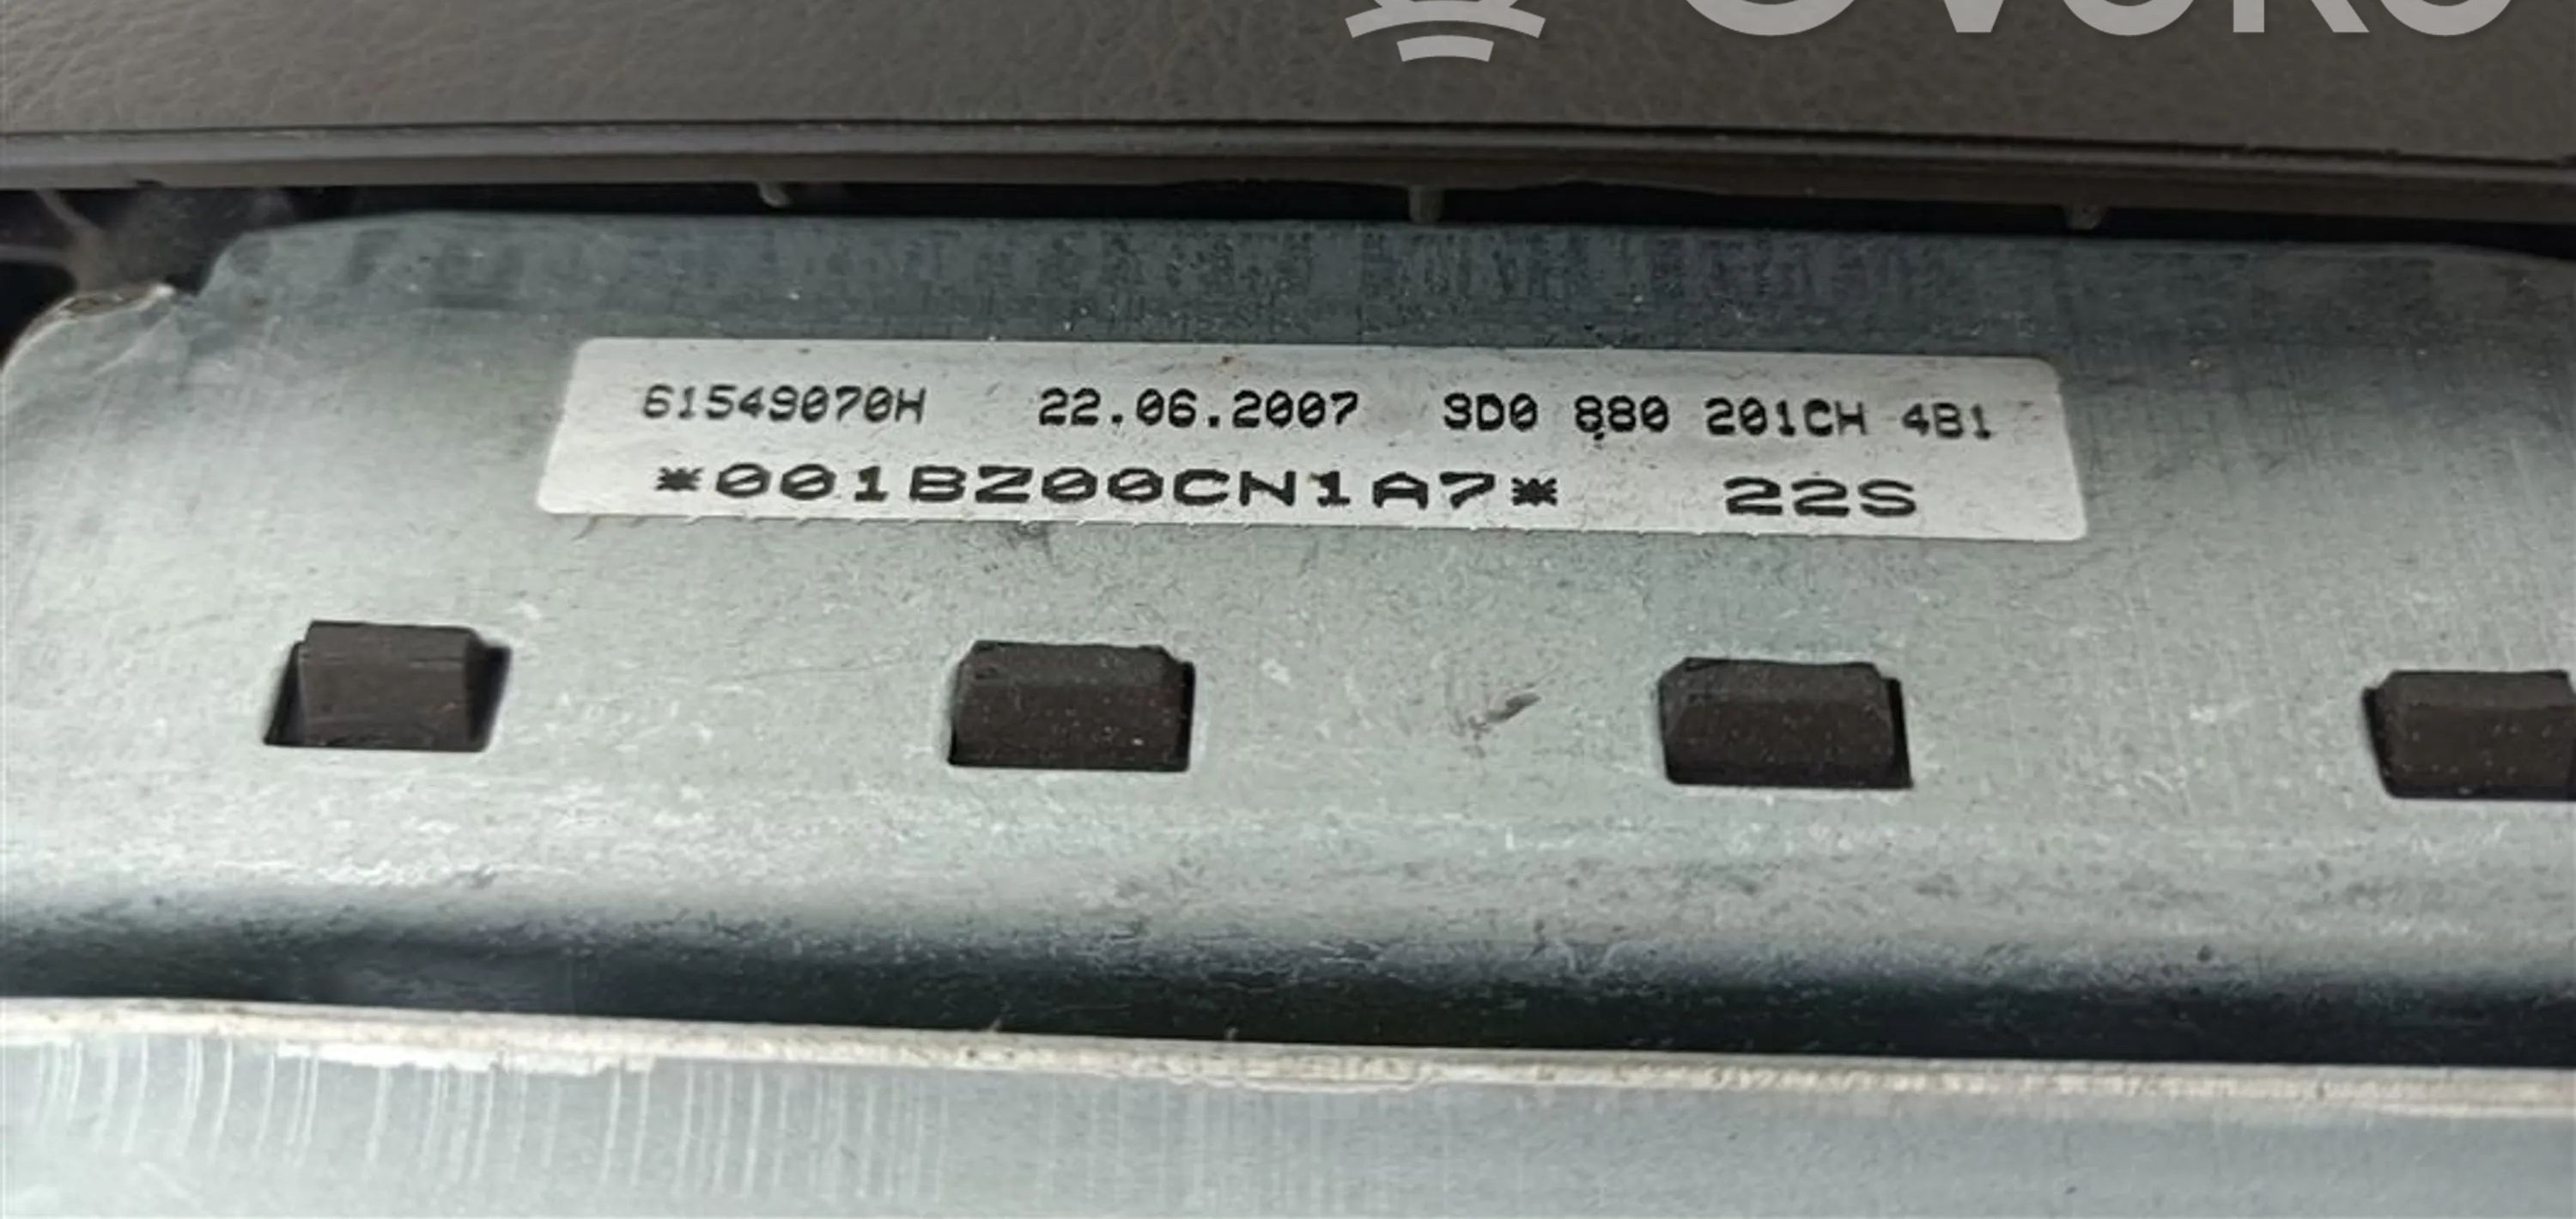 61549070H 22.06.2007 3D0 880 201CH 4B1
*001BZ00CN1A7* 22S